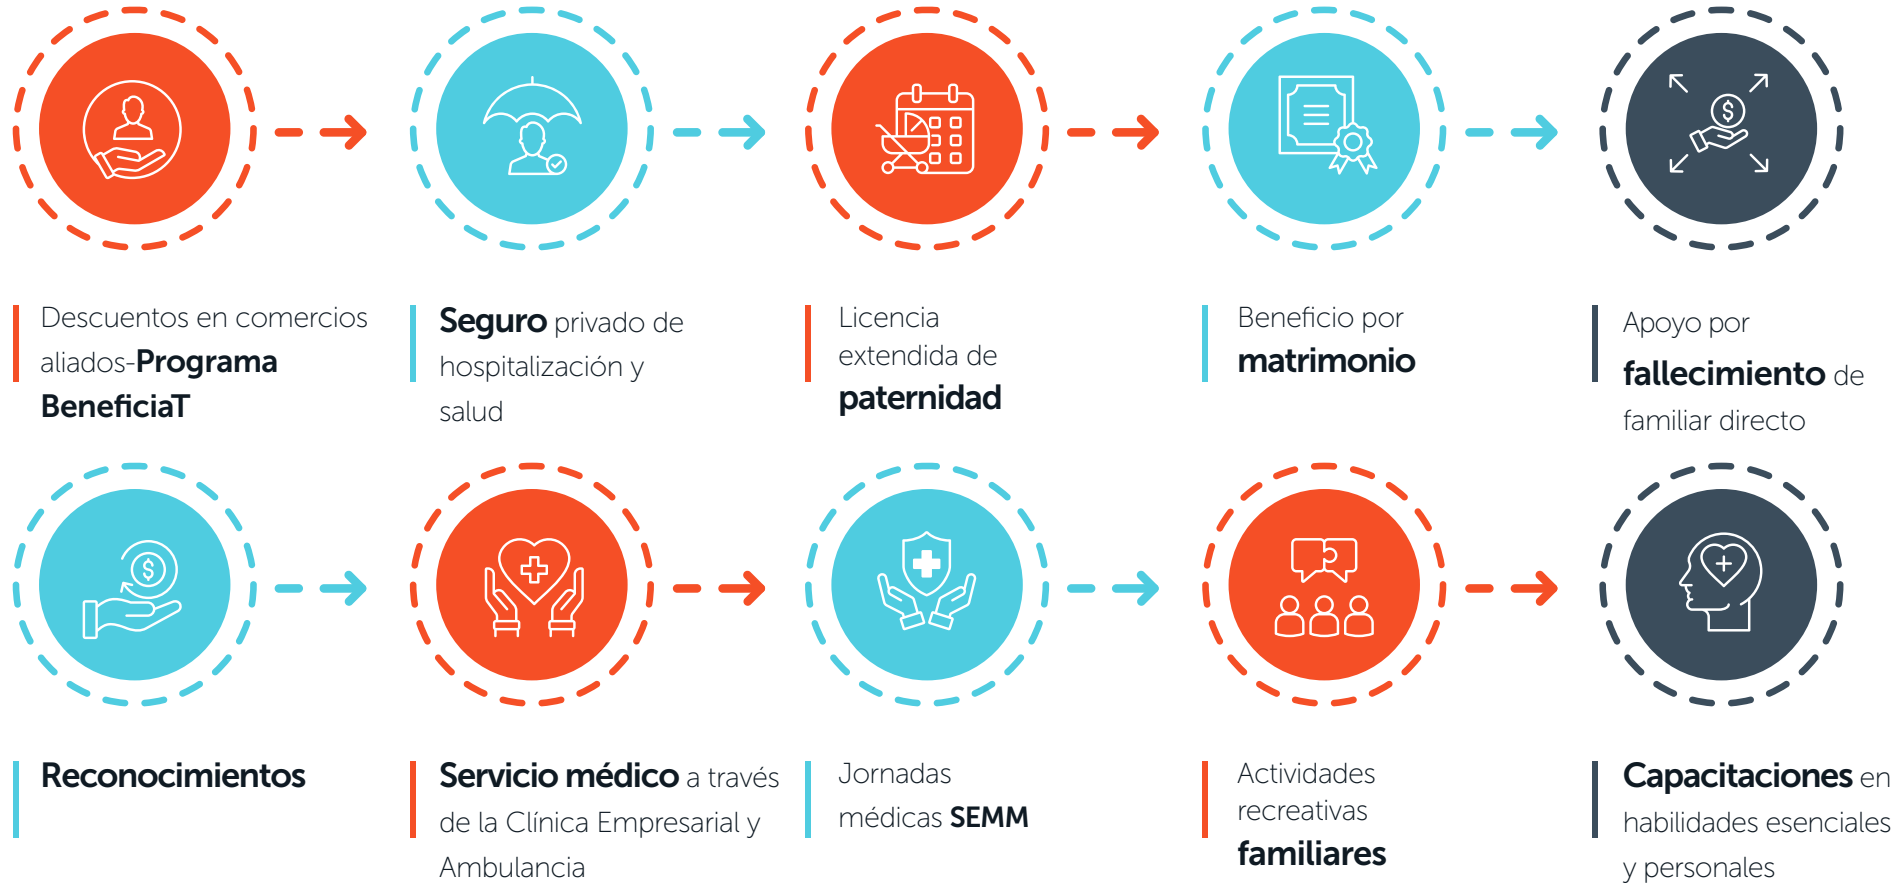 Descuentos en comercios
aliados-Programa
BeneficiaT
Seguro privado de
hospitalización y
salud
Licencia
extendida de
paternidad
Beneficio por
matrimonio
Apoyo por
fallecimiento de
familiar directo
Reconocimientos
Servicio médico a través
de la Clínica Empresarial y
Ambulancia
Jornadas
médicas SEMM
Actividades
recreativas
familiares
Capacitaciones en
habilidades esenciales
y personales